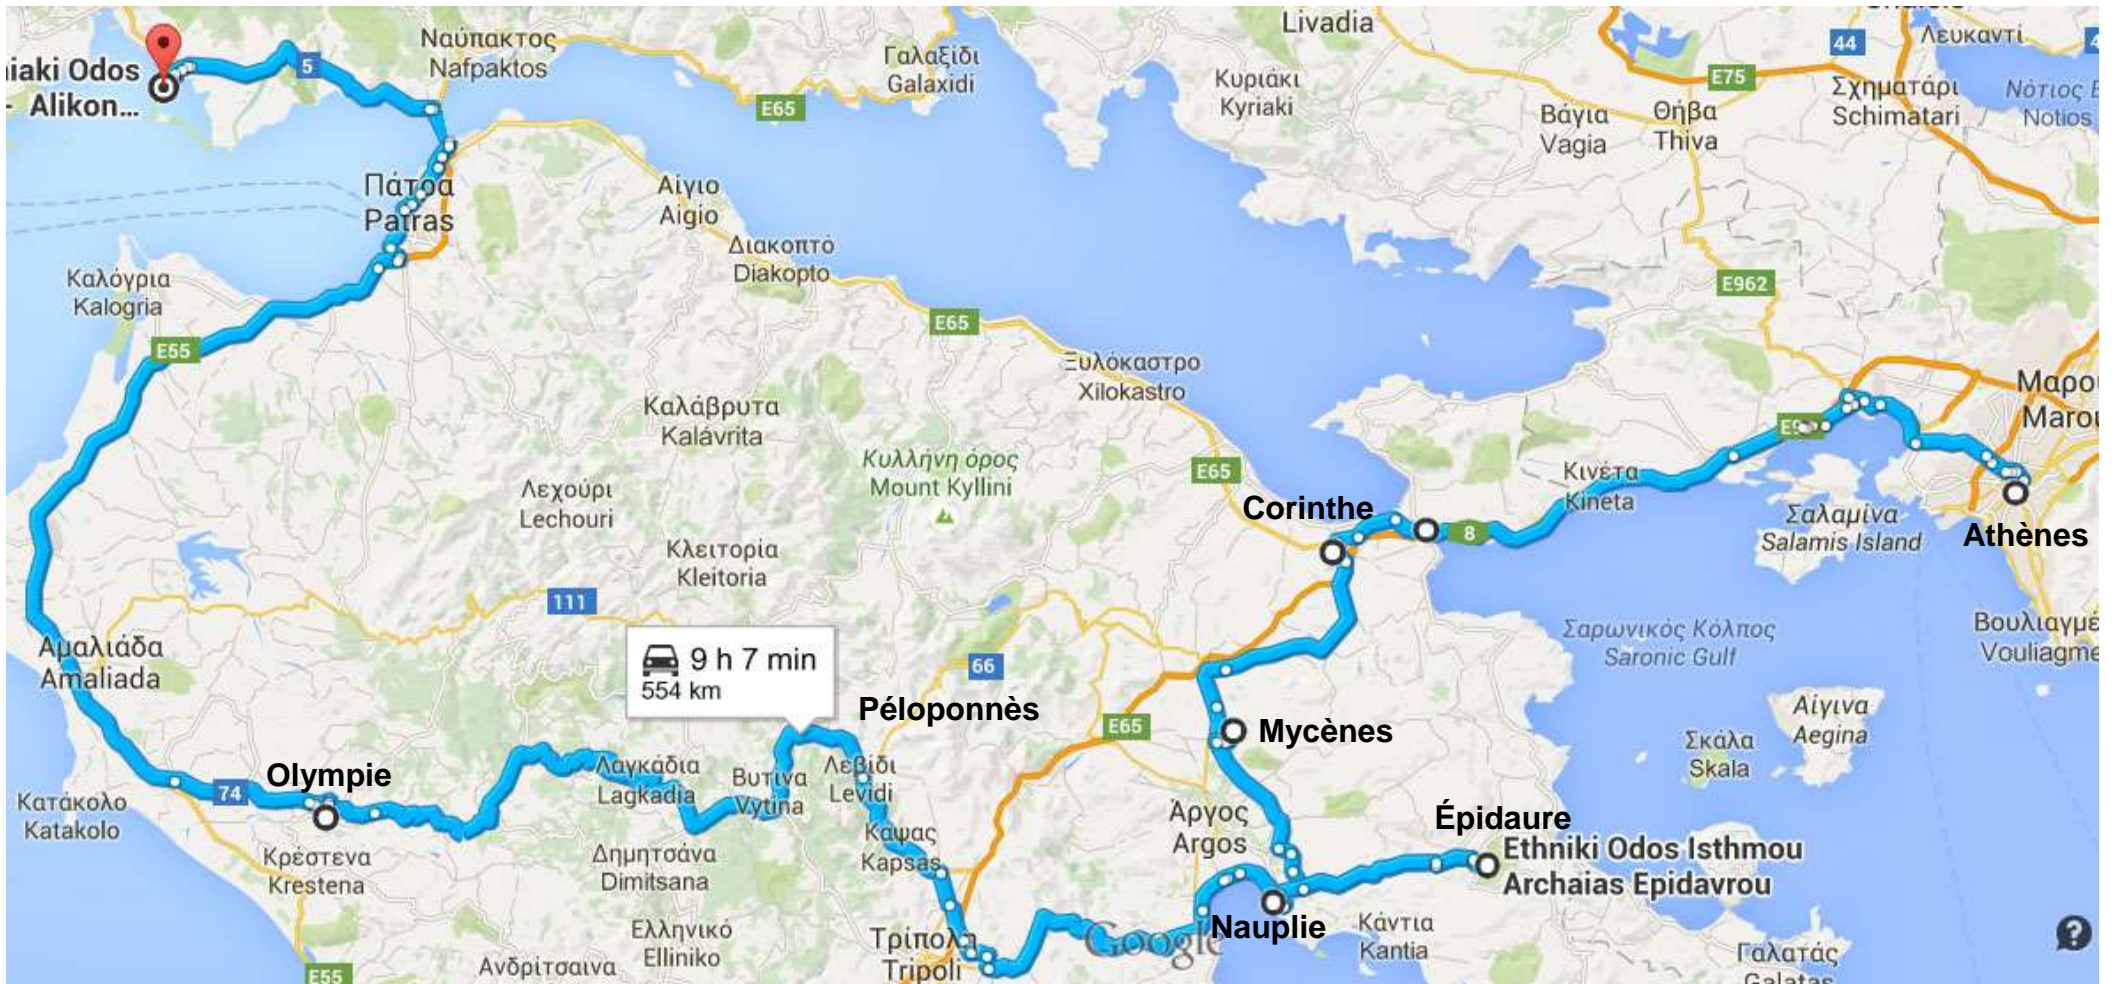 Livadia
44
Λευκαντί
Ναύπακτος
Nafpaktos
Γαλαξίδι
Galaxidi
Κυριάκι
Kyriaki
E75
Σχηματάρι
Schimatari
Νότιος
Notios
iaki Odos
- Alikon...
5
E65
Βάγια
Vagia
Θήβα
Thiva
Πάτρα
Patras
Αίγιο
Aigio
Διακοπτό
Diakopto
Καλόγρια
Kalogria
E962
E65
E55
Ξυλόκαστρο
Xilokastro
Καλάβρυτα
Kalávrita
Μαρου
Marou
Κυλλήνη όρος
Mount Kyllini
E65
Κινέτα
Kineta
Λεχούρι
Lechouri
Corinthe
8
Σαλαμίνα
Salamis Island
Athènes
Κλειτορία
Kleitoria
111
Σαρωνικός Κόλπος
Saronic Gulf
Βουλιαγμέ
Vouliagme
Αμαλιάδα
Amaliada
9 h 7 min
554 km
66
Péloponnès
E65
Mycènes
Αίγινα
Aegina
Σκάλα
Skala
Olympie
74
Λαγκάδια
Lagkadia
Βυτίνα
Vytina
Λεβίδι
Levidi
Κατάκολο
Katakolo
Άργος
Argos
Épidaure
Ethniki Odos Isthmou
Archaias Epidavrou
Κρέστενα
Krestena
Δημητσάνα
Dimitsana
Κάψας
Kapsas
Nauplie
Κάντια
Kantia
Ελληνικό
Elliniko
Τρίπολη
Tripoli
Google
Ανδρίτσαινα
E55
Γαλατάς
Galatas
?